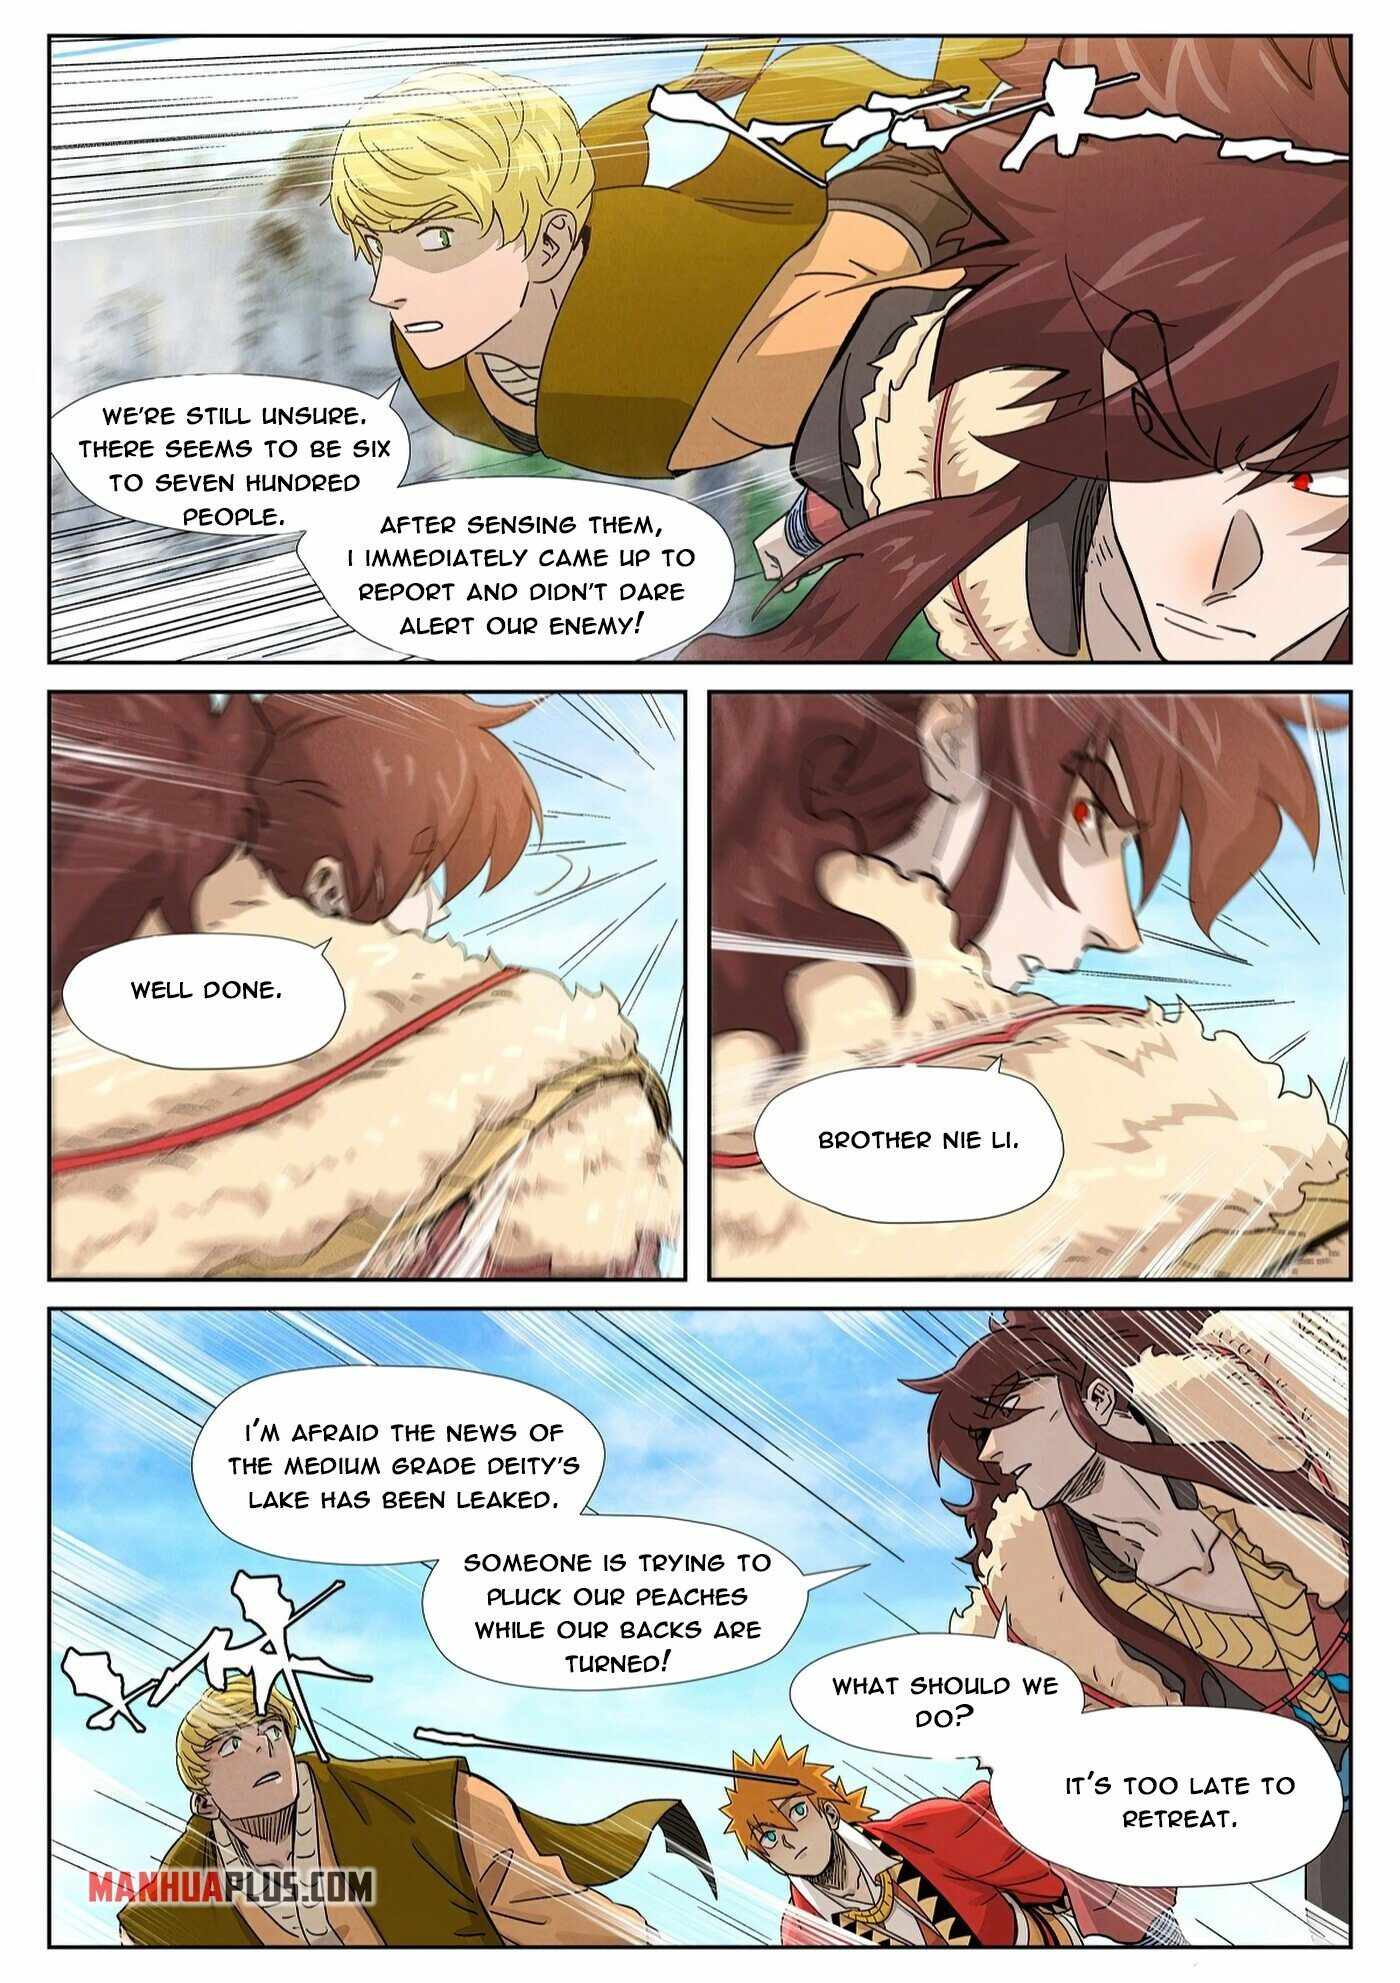 WE'RE STILL UNSURE.
THERE SEEMS TO BE SIX
TO SEVEN HUNDRED
PEOPLE.
AFTER SENSING THEM,
I IMMEDIATELY CAME UP TO
REPORT AND DIDN'T DARE
ALERT OUR ENEMY!
WELL DONE.
BROTHER NIE LI.
I'M AFRAID THE NEWS OF
THE MEDIUM GRADE DEITY'S
LAKE HAS BEEN LEAKED.
SOMEONE IS TRYING TO
PLUCK OUR PEACHES
WHILE OUR BACKS ARE
TURNED!
WHAT SHOULD WE
DO?
IT'S TOO LATE TO
RETREAT.
MANHUAPLUS.COM